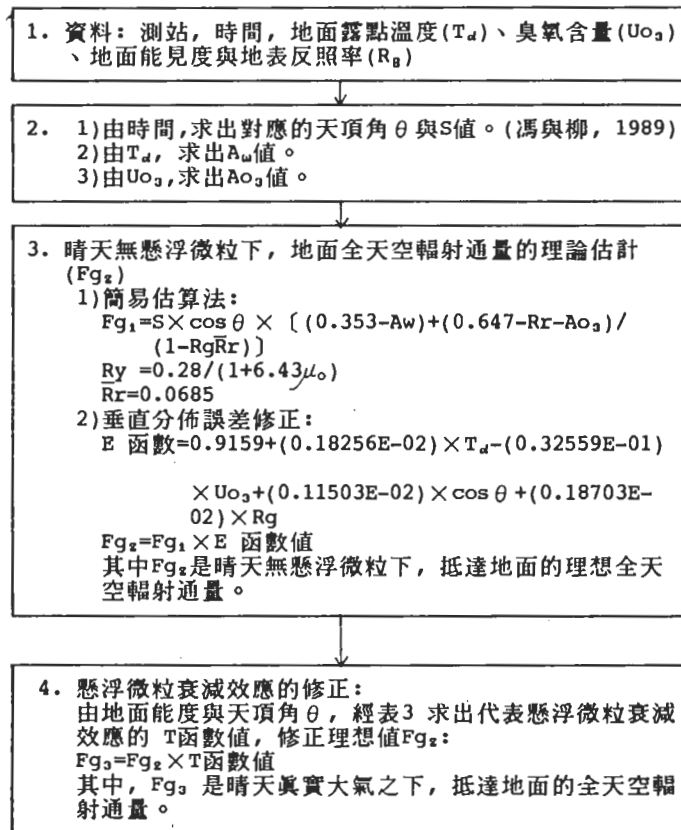 1. 資料: 測站, 時間, 地面露點溫度(Td)、臭氧含量(Uo₃)
、地面能見度與地表反照率(Rg)
2. 1)由時間,求出對應的天頂角θ與S值。(馮與柳, 1989)
2)由Td, 求出Aω值。
3)由Uo₃,求出Ao₃值。
3. 晴天無懸浮微粒下, 地面全天空輻射通量的理論估計
(Fg₂)
1)簡易估算法:
Fg₁=S×cosθ×〔(0.353-Aw)+(0.647-Rr-Ao₃)/
(1-RgR̅r)〕
Ry =0.28/(1+6.43μ₀)
R̅r=0.0685
2)垂直分佈誤差修正:
E 函數=0.9159+(0.18256E-02)×Td-(0.32559E-01)
×Uo₃+(0.11503E-02)×cosθ+(0.18703E-
02)×Rg
Fg₂=Fg₁×E 函數值
其中Fg₂是晴天無懸浮微粒下, 抵達地面的理想全天
空輻射通量。
4. 懸浮微粒衰減效應的修正:
由地面能度與天頂角θ, 經表3 求出代表懸浮微粒衰減
效應的 T函數值, 修正理想值Fg₂:
Fg₃=Fg₂×T函數值
其中, Fg₃ 是晴天眞實大氣之下, 抵達地面的全天空輻
射通量。